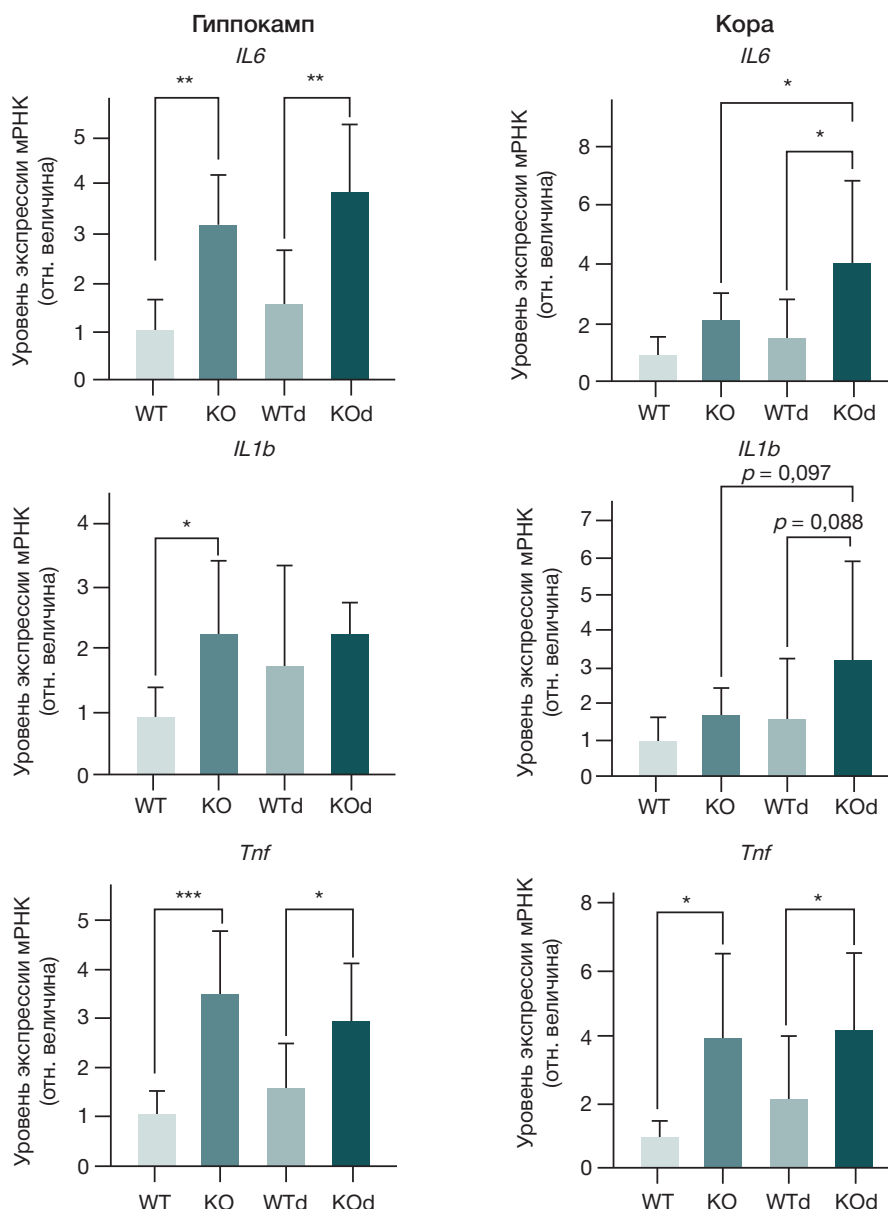 Гиппокамп
IL6
Уровень экспрессии мРНК
(отн. величина)
5
4
3
2
1
0
**
**
WT
KO
WTd
KOd
Кора
IL6
Уровень экспрессии мРНК
(отн. величина)
8
6
4
2
0
*
*
WT
KO
WTd
KOd
IL1b
Уровень экспрессии мРНК
(отн. величина)
4
3
2
1
0
*
WT
KO
WTd
KOd
IL1b
Уровень экспрессии мРНК
(отн. величина)
7
6
5
4
3
2
1
0
p = 0,097
p = 0,088
WT
KO
WTd
KOd
Tnf
Уровень экспрессии мРНК
(отн. величина)
5
4
3
2
1
0
***
*
WT
KO
WTd
KOd
Tnf
Уровень экспрессии мРНК
(отн. величина)
8
6
4
2
0
*
*
WT
KO
WTd
KOd